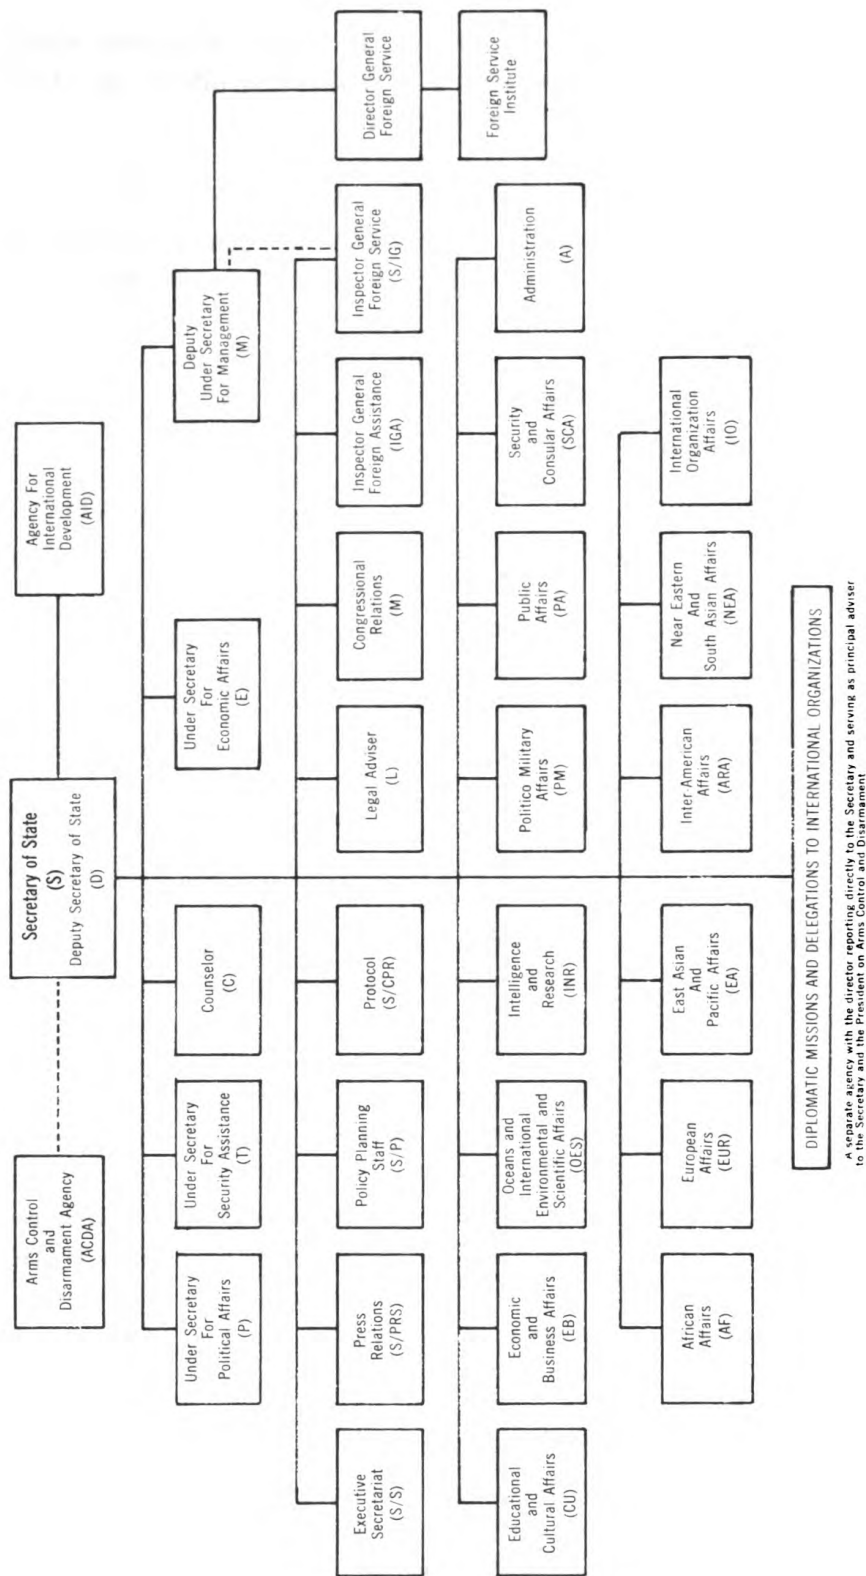 Arms Control
and
Disarmament Agency
(ACDA)
Secretary of State
(S)
Deputy Secretary of State
(D)
Agency For
International
Development
(AID)
Under Secretary
For
Political Affairs
(P)
Under Secretary
For
Security Assistance
(T)
Counselor
(C)
Under Secretary
For
Economic Affairs
(E)
Deputy
Under Secretary
For Management
(M)
Executive
Secretariat
(S/S)
Press
Relations
(S/PRS)
Policy Planning
Staff
(S/P)
Protocol
(S/CPR)
Legal Adviser
(L)
Congressional
Relations
(M)
Inspector General
Foreign Assistance
(IGA)
Inspector General
Foreign Service
(S/IG)
Director General
Foreign Service
Educational
and
Cultural Affairs
(CU)
Economic
and
Business Affairs
(EB)
Oceans and
International
Environmental and
Scientific Affairs
(OES)
Intelligence
and
Research
(INR)
Politico Military
Affairs
(PM)
Public
Affairs
(PA)
Security
and
Consular Affairs
(SCA)
Administration
(A)
Foreign Service
Institute
African
Affairs
(AF)
European
Affairs
(EUR)
East Asian
And
Pacific Affairs
(EA)
Inter-American
Affairs
(ARA)
Near Eastern
And
South Asian Affairs
(NEA)
International
Organization
Affairs
(IO)
DIPLOMATIC MISSIONS AND DELEGATIONS TO INTERNATIONAL ORGANIZATIONS
A separate agency with the director reporting directly to the Secretary and serving as principal adviser
to the Secretary and the President on Arms Control and Disarmament